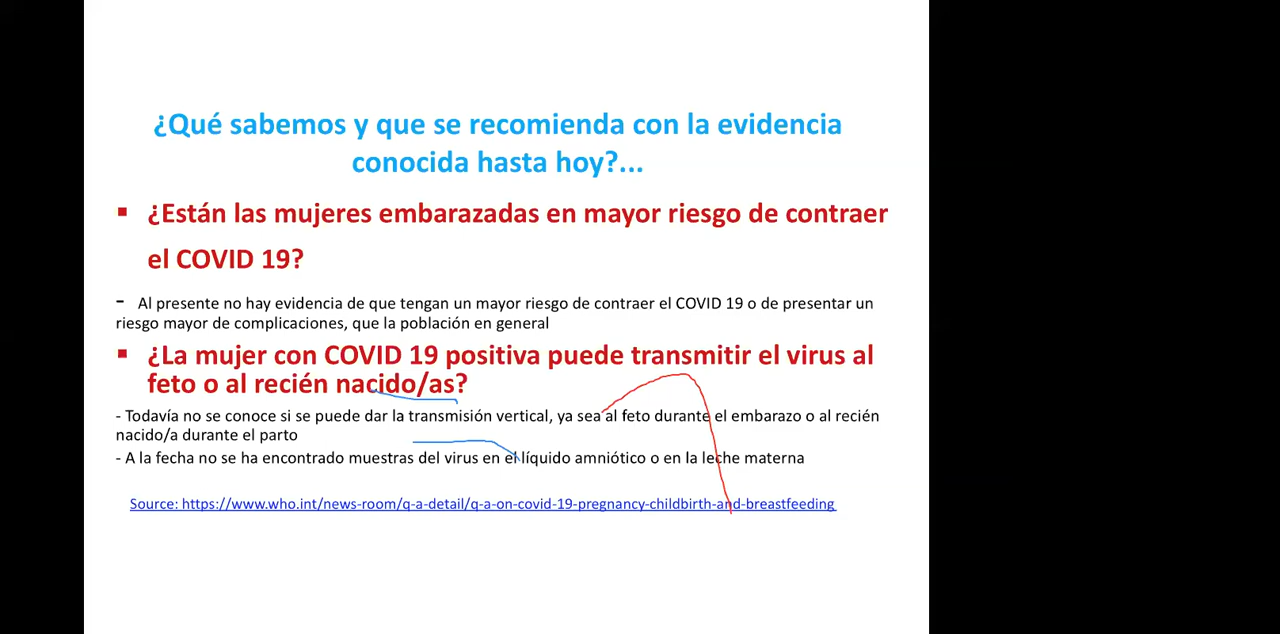 ¿Qué sabemos y que se recomienda con la evidencia
conocida hasta hoy?...
▪ ¿Están las mujeres embarazadas en mayor riesgo de contraer
el COVID 19?
- Al presente no hay evidencia de que tengan un mayor riesgo de contraer el COVID 19 o de presentar un
riesgo mayor de complicaciones, que la población en general
▪ ¿La mujer con COVID 19 positiva puede transmitir el virus al
feto o al recién nacido/as?
- Todavía no se conoce si se puede dar la transmisión vertical, ya sea al feto durante el embarazo o al recién
nacido/a durante el parto
- A la fecha no se ha encontrado muestras del virus en el líquido amniótico o en la leche materna
Source: https://www.who.int/news-room/q-a-detail/q-a-on-covid-19-pregnancy-childbirth-and-breastfeeding